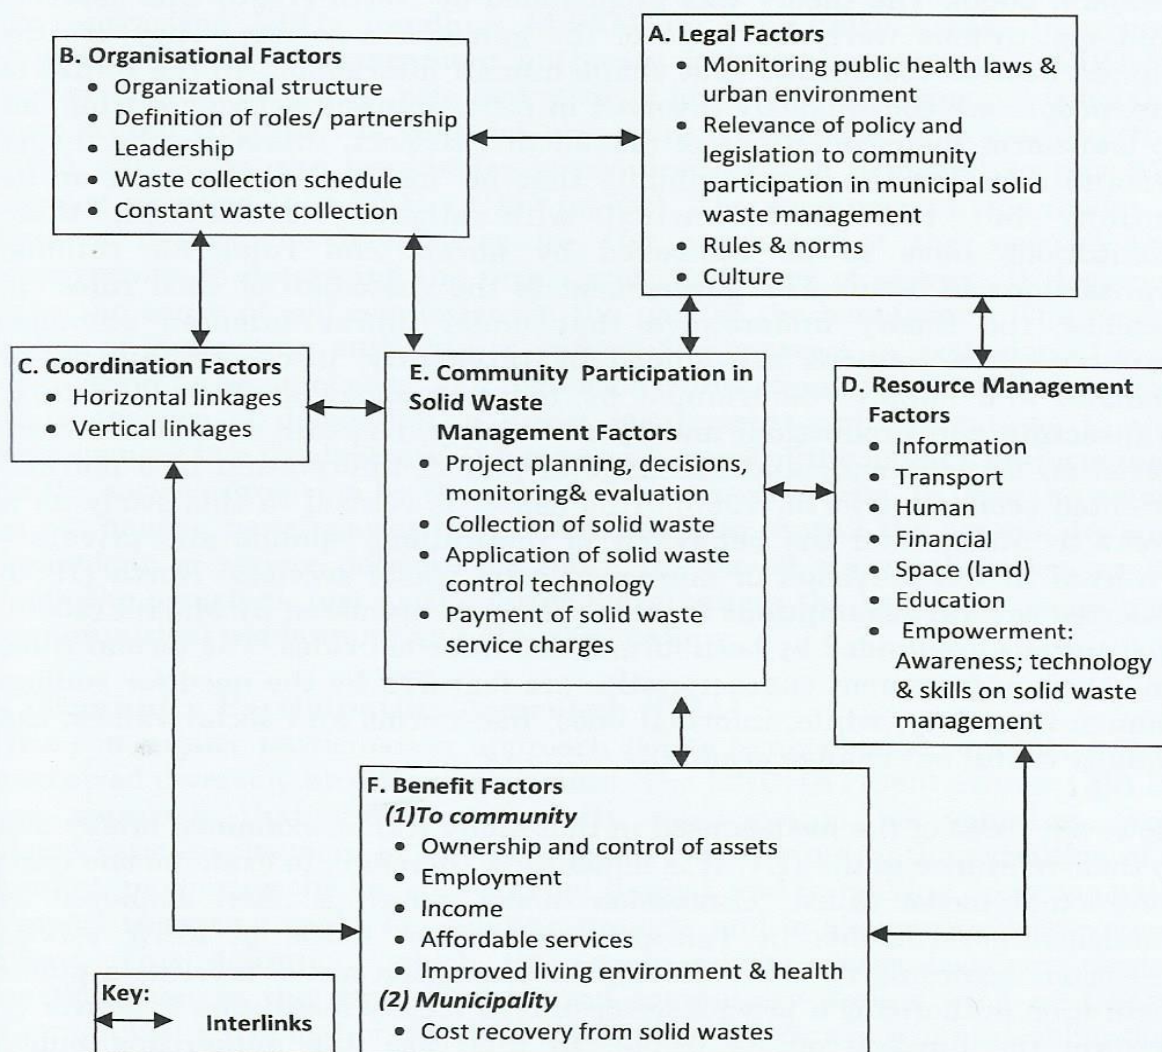 B. Organisational Factors
• Organizational structure
• Definition of roles/ partnership
• Leadership
• Waste collection schedule
• Constant waste collection
A. Legal Factors
• Monitoring public health laws &
urban environment
• Relevance of policy and
legislation to community
participation in municipal solid
waste management
• Rules & norms
• Culture
C. Coordination Factors
• Horizontal linkages
• Vertical linkages
E. Community Participation in
Solid Waste
Management Factors
• Project planning, decisions,
monitoring& evaluation
• Collection of solid waste
• Application of solid waste
control technology
• Payment of solid waste
service charges
D. Resource Management
Factors
• Information
• Transport
• Human
• Financial
• Space (land)
• Education
• Empowerment:
Awareness; technology
& skills on solid waste
management
F. Benefit Factors
(1)To community
• Ownership and control of assets
• Employment
• Income
• Affordable services
• Improved living environment & health
(2) Municipality
• Cost recovery from solid wastes
Key:
Interlinks